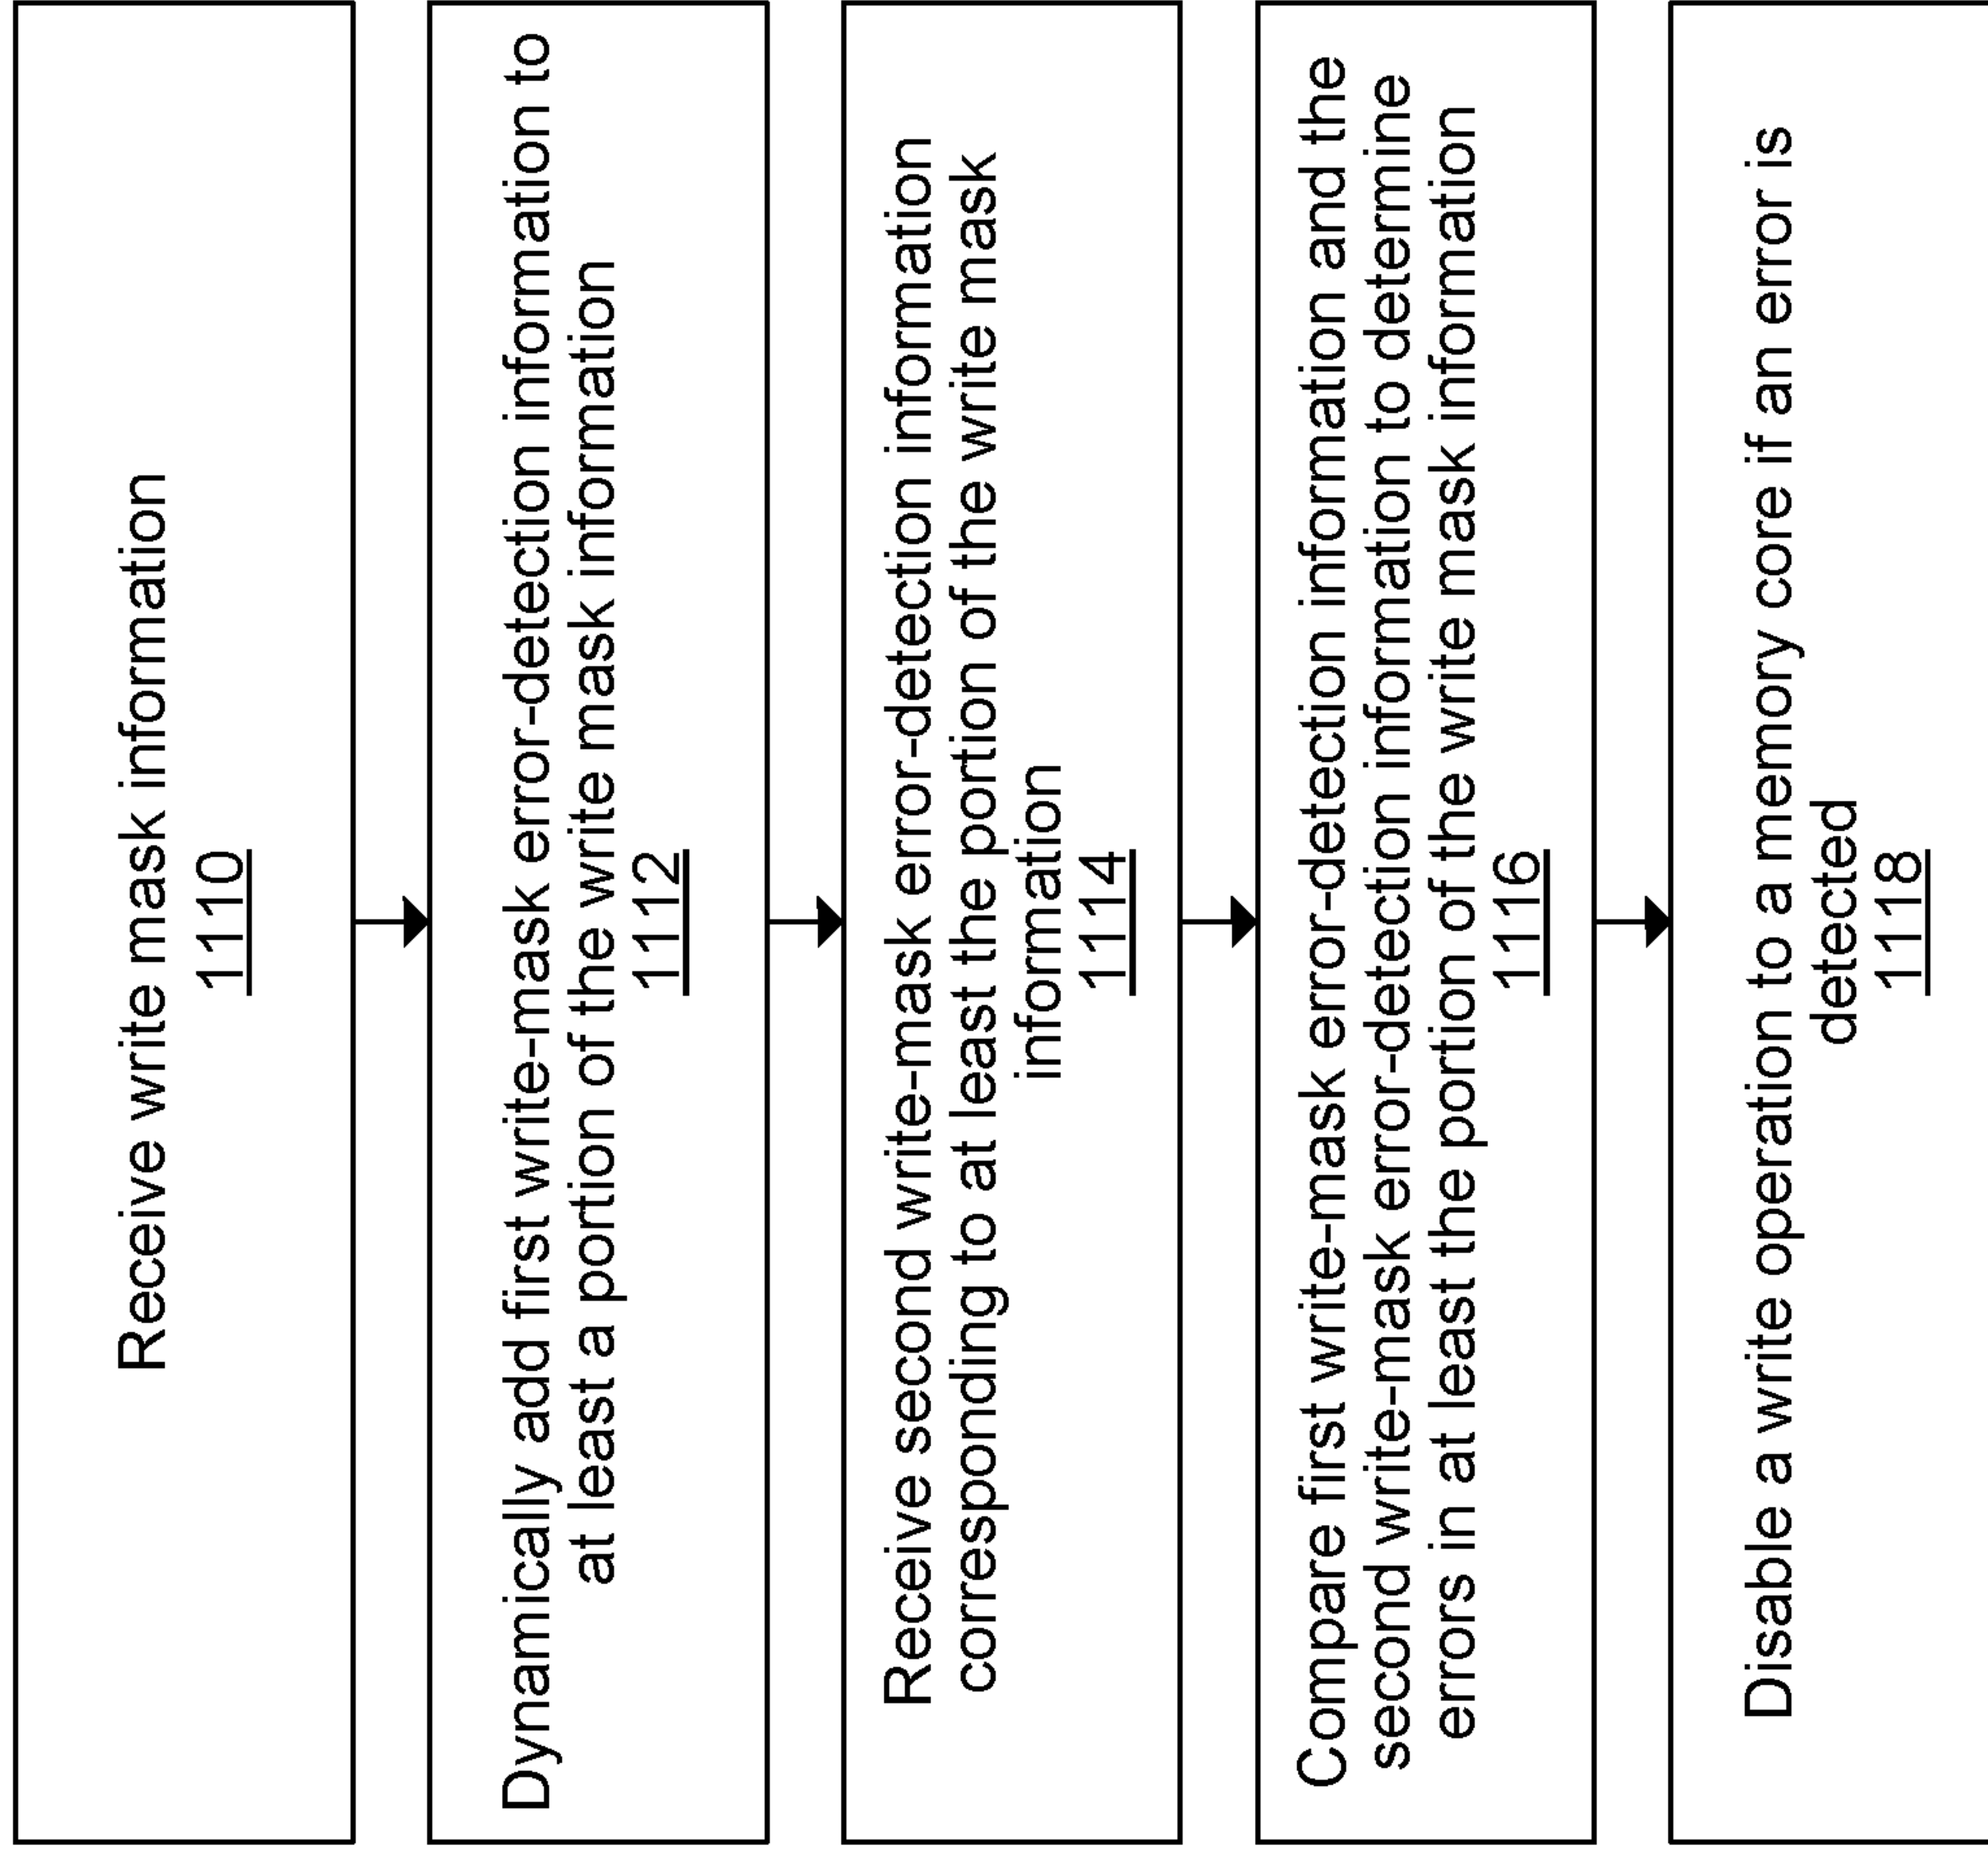 Receive write mask information
1110
Dynamically add first write-mask error-detection information to
at least a portion of the write mask information
1112
Receive second write-mask error-detection information
corresponding to at least the portion of the write mask
information
1114
Compare first write-mask error-detection information and the
second write-mask error-detection information to determine
errors in at least the portion of the write mask information
1116
Disable a write operation to a memory core if an error is
detected
1118